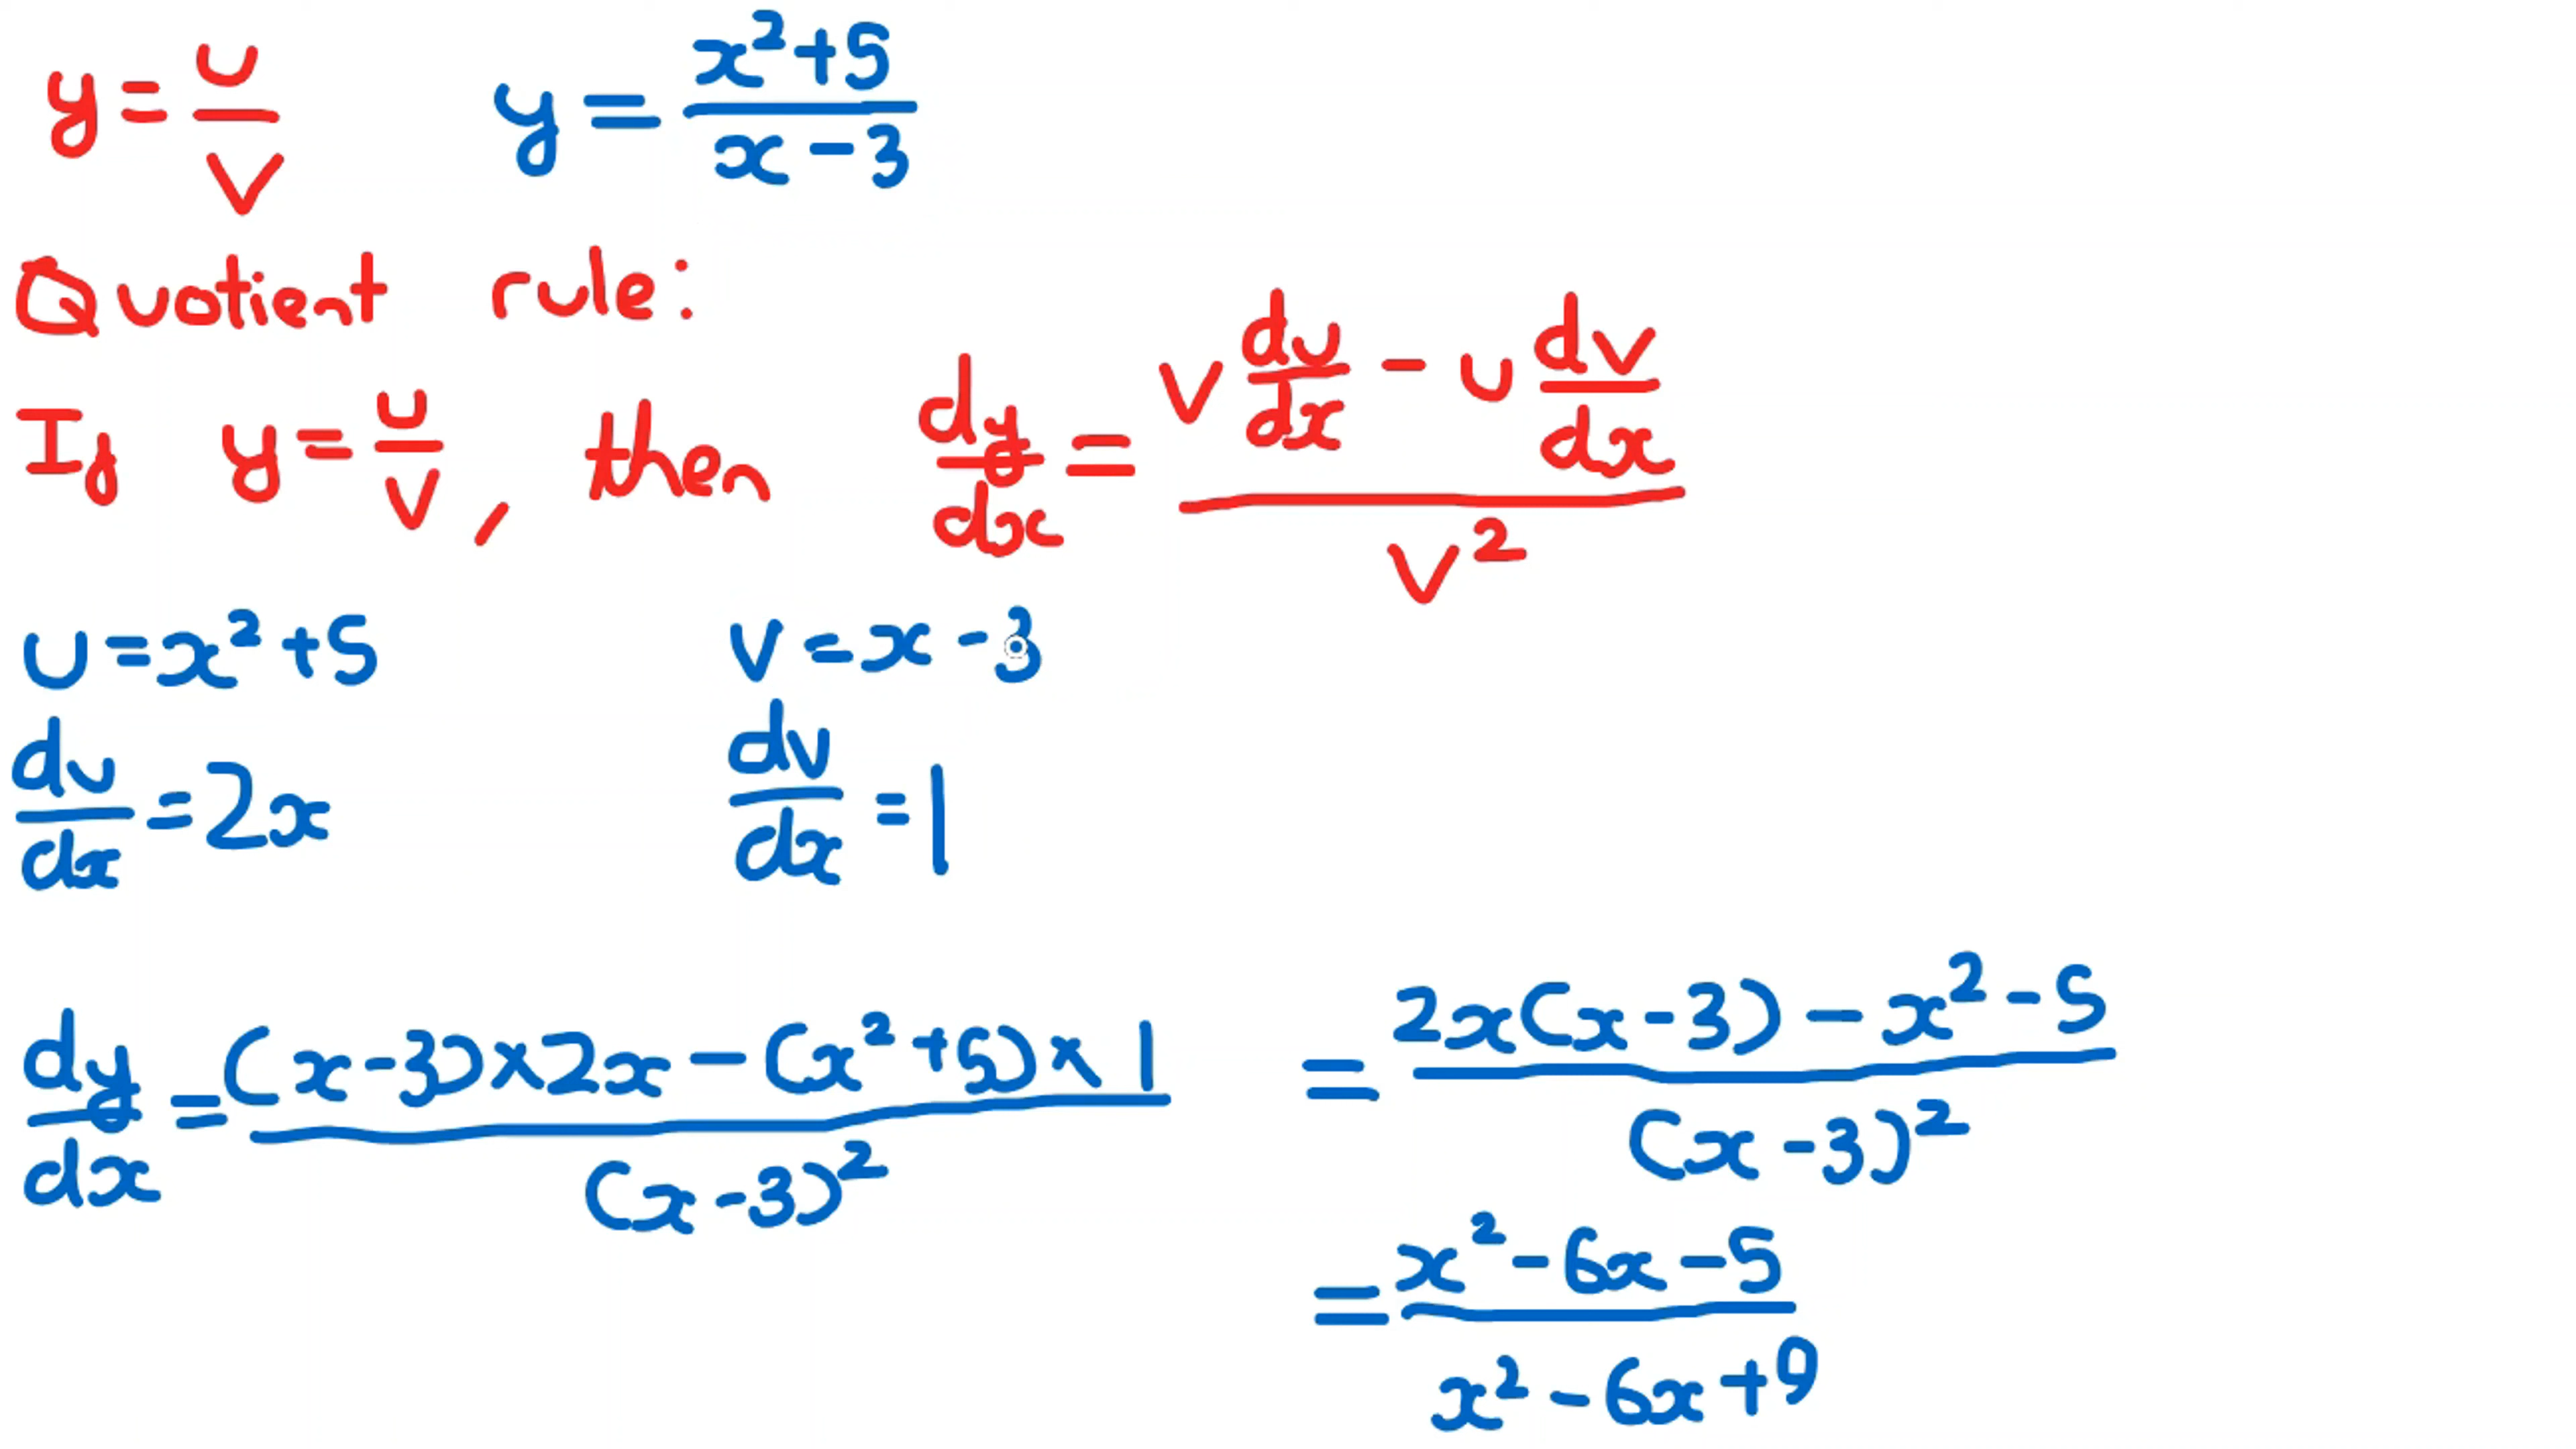 y = u/v    y = (x²+5)/(x-3)
Quotient rule:
If y = u/v, then dy/dx = (v du/dx - u dv/dx)/v²
u = x²+5    v = x-3
du/dx = 2x    dv/dx = 1
dy/dx = ((x-3)×2x-(x²+5)×1)/(x-3)²    = (2x(x-3)-x²-5)/(x-3)²
= (x²-6x-5)/(x²-6x+9)